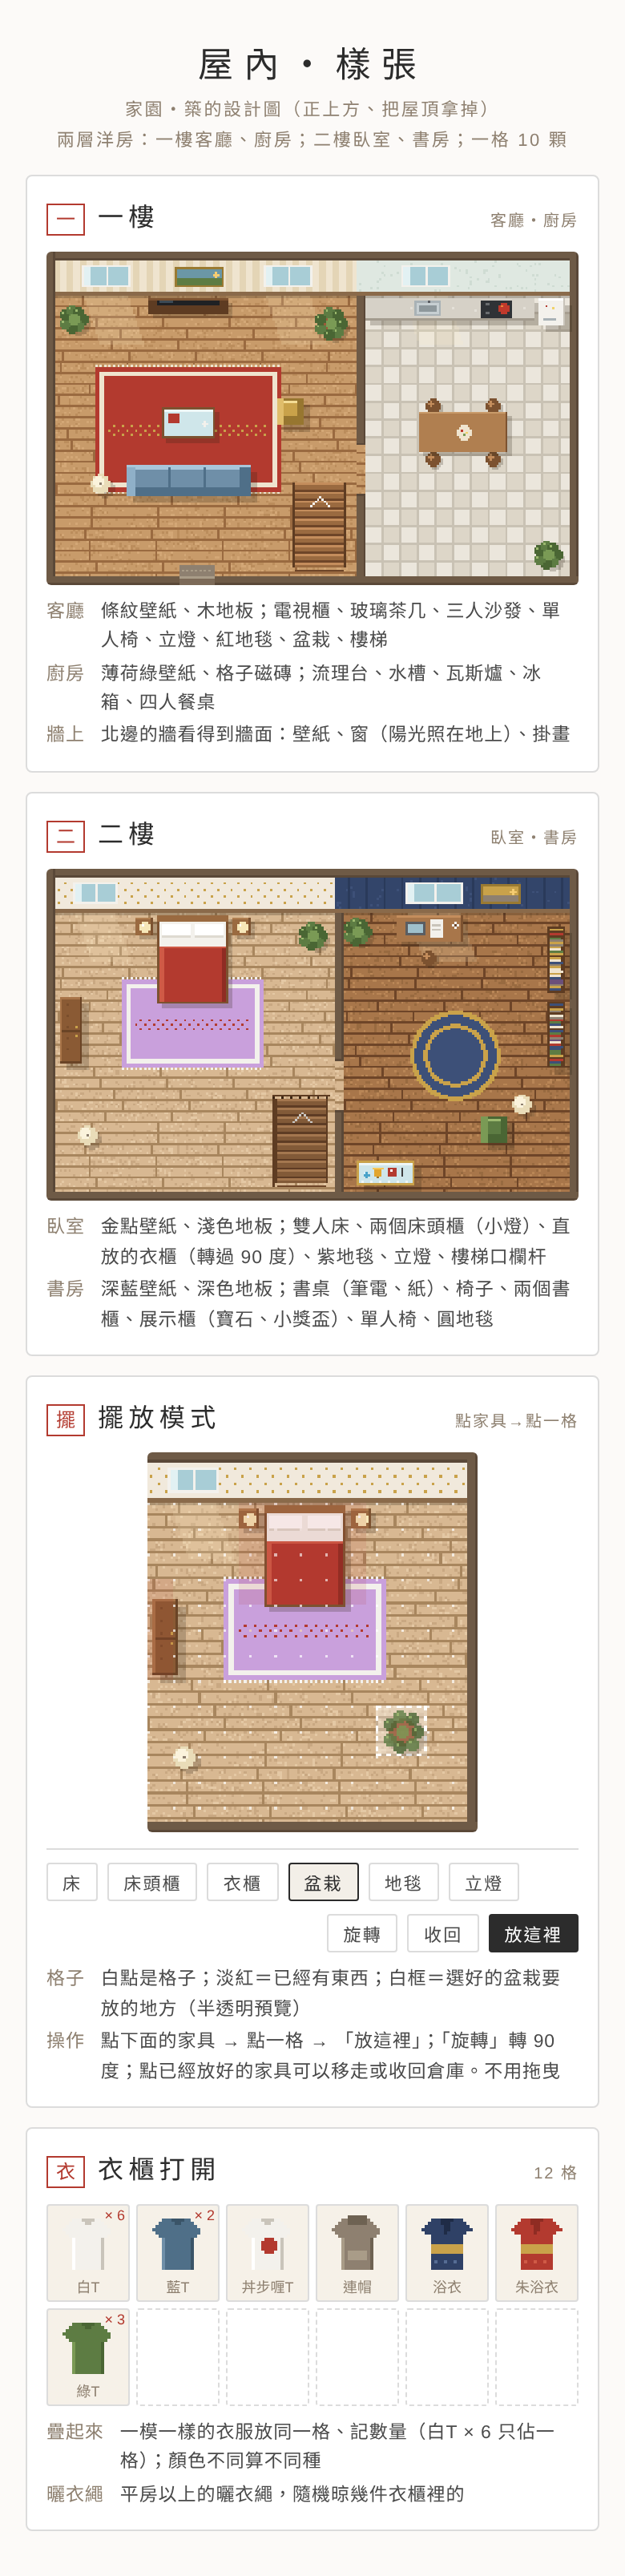 屋內・樣張
家園・築的設計圖（正上方、把屋頂拿掉）
兩層洋房：一樓客廳、廚房；二樓臥室、書房；一格 10 顆
一 一樓 客廳・廚房
客廳 條紋壁紙、木地板；電視櫃、玻璃茶几、三人沙發、單
人椅、立燈、紅地毯、盆栽、樓梯
廚房 薄荷綠壁紙、格子磁磚；流理台、水槽、瓦斯爐、冰
箱、四人餐桌
牆上 北邊的牆看得到牆面：壁紙、窗（陽光照在地上）、掛畫
二 二樓 臥室・書房
臥室 金點壁紙、淺色地板；雙人床、兩個床頭櫃（小燈）、直
放的衣櫃（轉過 90 度）、紫地毯、立燈、樓梯口欄杆
書房 深藍壁紙、深色地板；書桌（筆電、紙）、椅子、兩個書
櫃、展示櫃（寶石、小獎盃）、單人椅、圓地毯
擺 擺放模式 點家具→點一格
床 床頭櫃 衣櫃 盆栽 地毯 立燈
旋轉 收回 放這裡
格子 白點是格子；淡紅＝已經有東西；白框＝選好的盆栽要
放的地方（半透明預覽）
操作 點下面的家具 → 點一格 → 「放這裡」；「旋轉」轉 90
度；點已經放好的家具可以移走或收回倉庫。不用拖曳
衣 衣櫃打開 12 格
× 6 × 2
白T 藍T 丼步喱T 連帽 浴衣 朱浴衣
× 3
綠T
疊起來 一模一樣的衣服放同一格、記數量（白T × 6 只佔一
格）；顏色不同算不同種
曬衣繩 平房以上的曬衣繩，隨機晾幾件衣櫃裡的